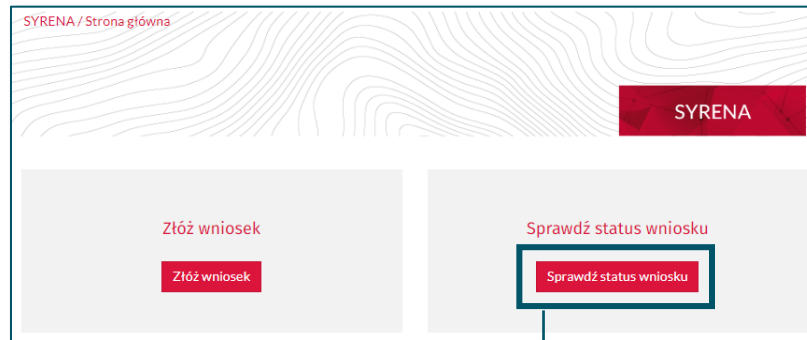 SYRENA / Strona główna
SYRENA
Złóż wniosek
Złóż wniosek
Sprawdź status wniosku
Sprawdź status wniosku